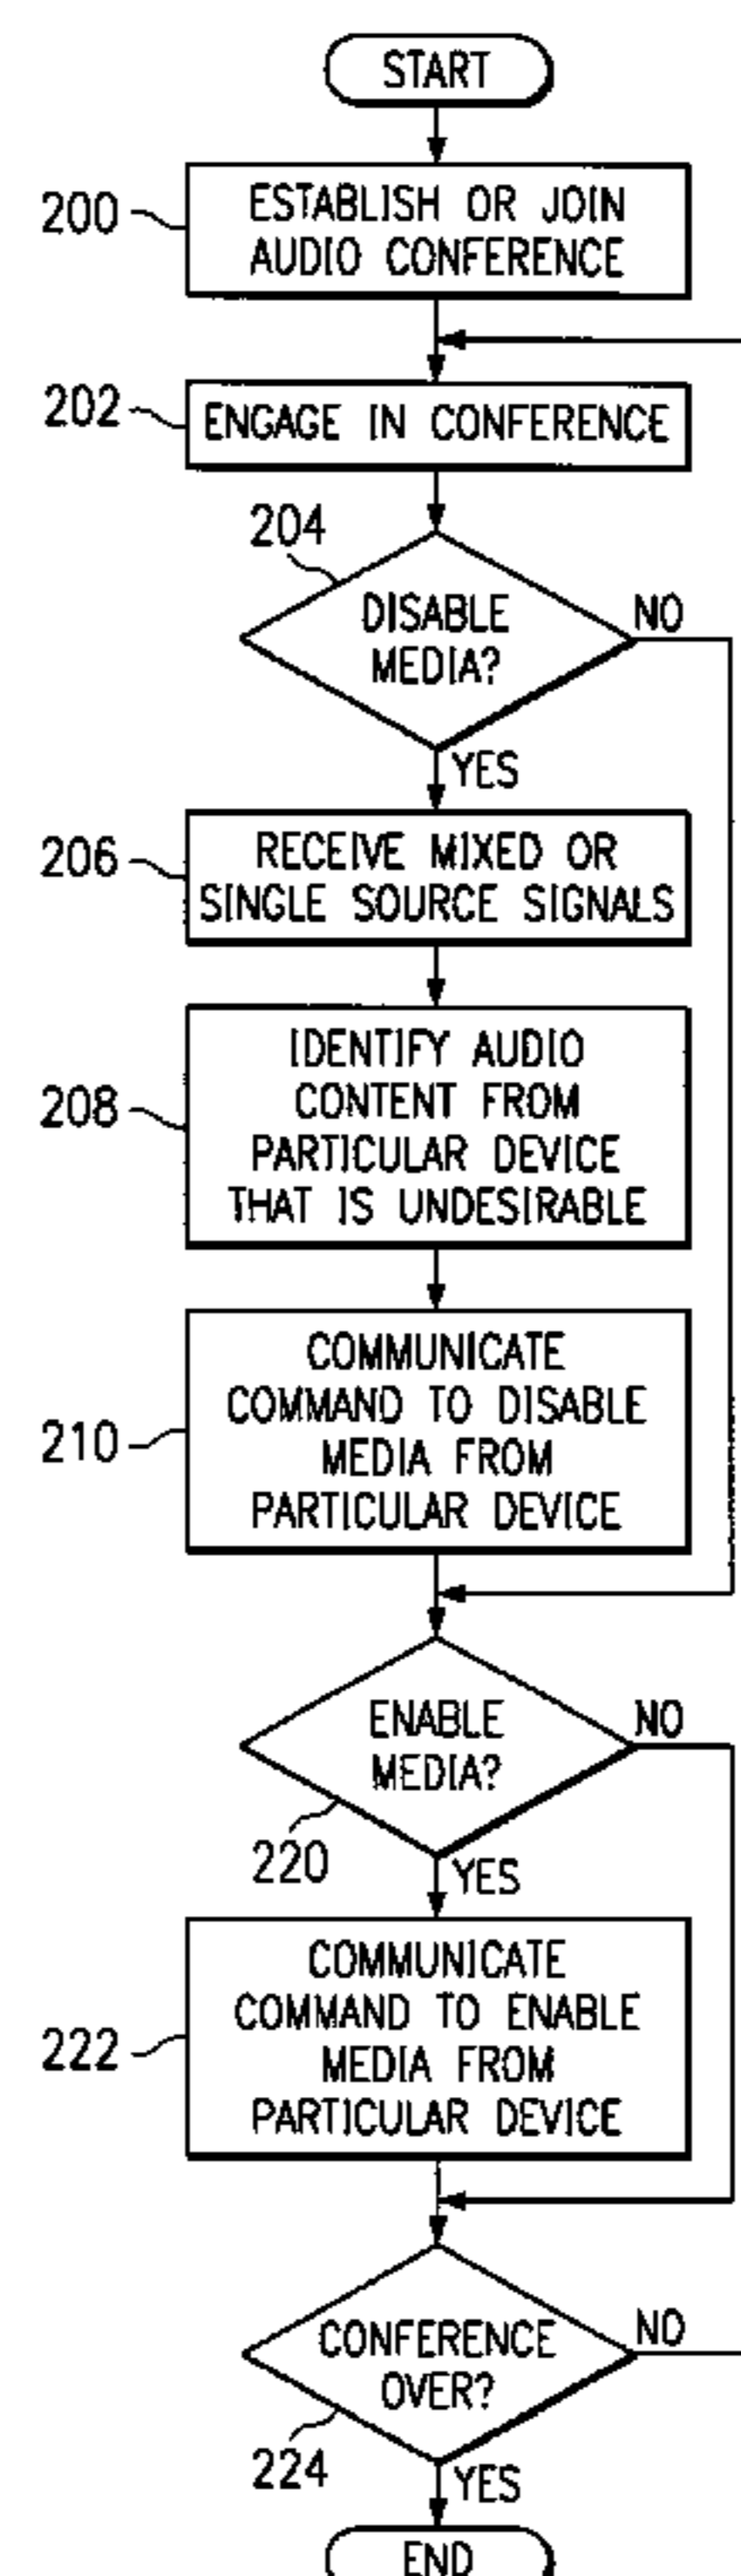 START
200
ESTABLISH OR JOIN
AUDIO CONFERENCE
202
ENGAGE IN CONFERENCE
204
DISABLE
MEDIA?
NO
YES
206
RECEIVE MIXED OR
SINGLE SOURCE SIGNALS
208
IDENTIFY AUDIO
CONTENT FROM
PARTICULAR DEVICE
THAT IS UNDESIRABLE
210
COMMUNICATE
COMMAND TO DISABLE
MEDIA FROM
PARTICULAR DEVICE
ENABLE
MEDIA?
NO
220
YES
222
COMMUNICATE
COMMAND TO ENABLE
MEDIA FROM
PARTICULAR DEVICE
CONFERENCE
OVER?
NO
224
YES
END